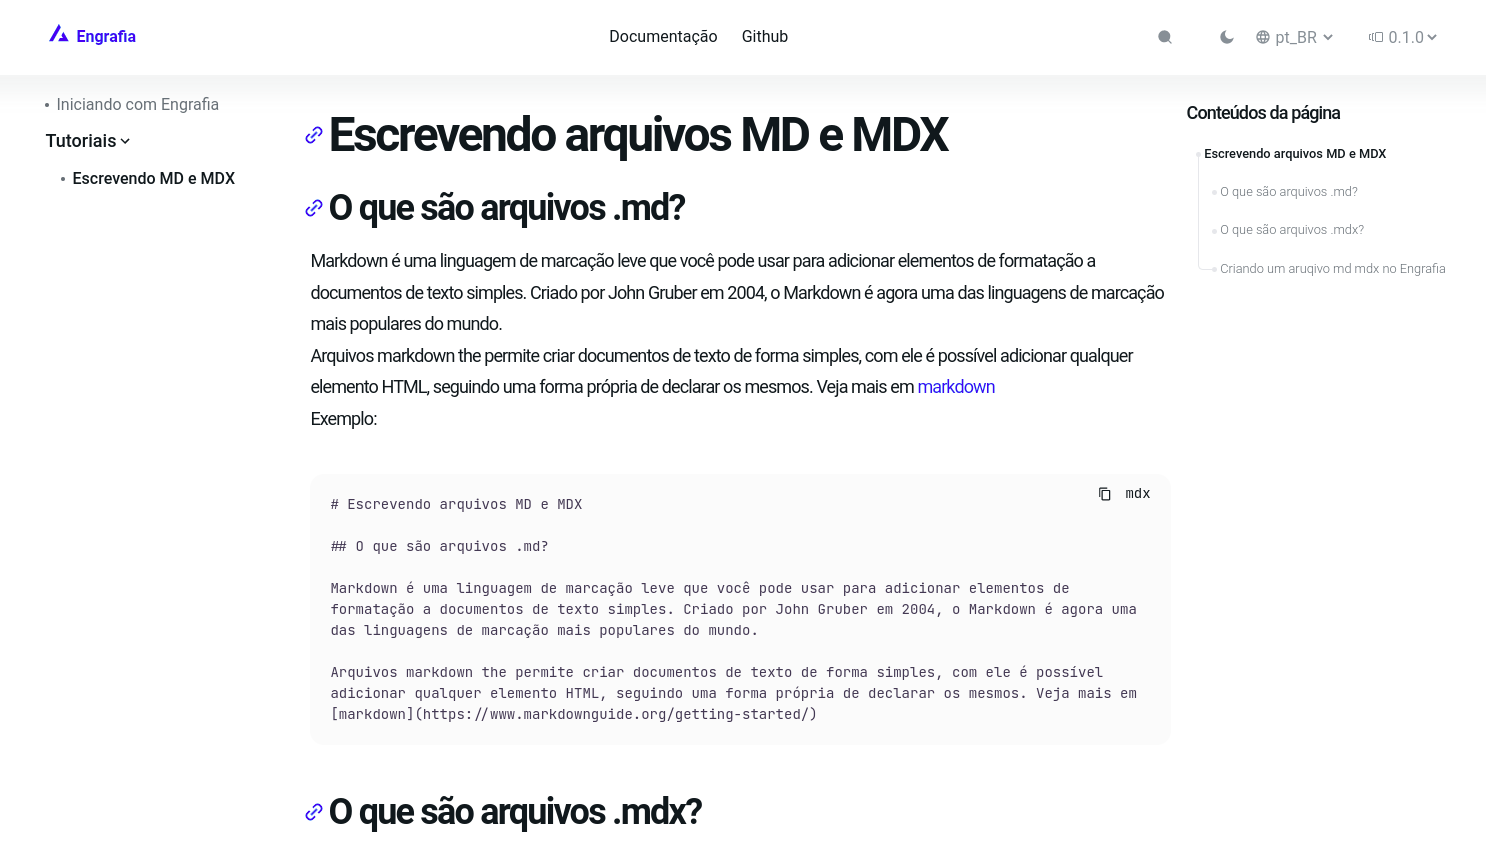 Engrafia
Documentação
Github
pt_BR
0.1.0
Iniciando com Engrafia
Tutoriais
Escrevendo MD e MDX
Escrevendo arquivos MD e MDX
O que são arquivos .md?
Markdown é uma linguagem de marcação leve que você pode usar para adicionar elementos de formatação a
documentos de texto simples. Criado por John Gruber em 2004, o Markdown é agora uma das linguagens de marcação
mais populares do mundo.
Arquivos markdown the permite criar documentos de texto de forma simples, com ele é possível adicionar qualquer
elemento HTML, seguindo uma forma própria de declarar os mesmos. Veja mais em markdown
Exemplo:
mdx
# Escrevendo arquivos MD e MDX
## O que são arquivos .md?
Markdown é uma linguagem de marcação leve que você pode usar para adicionar elementos de
formatação a documentos de texto simples. Criado por John Gruber em 2004, o Markdown é agora uma
das linguagens de marcação mais populares do mundo.
Arquivos markdown the permite criar documentos de texto de forma simples, com ele é possível
adicionar qualquer elemento HTML, seguindo uma forma própria de declarar os mesmos. Veja mais em
[markdown](https://www.markdownguide.org/getting-started/)
O que são arquivos .mdx?
Conteúdos da página
Escrevendo arquivos MD e MDX
O que são arquivos .md?
O que são arquivos .mdx?
Criando um aruqivo md mdx no Engrafia